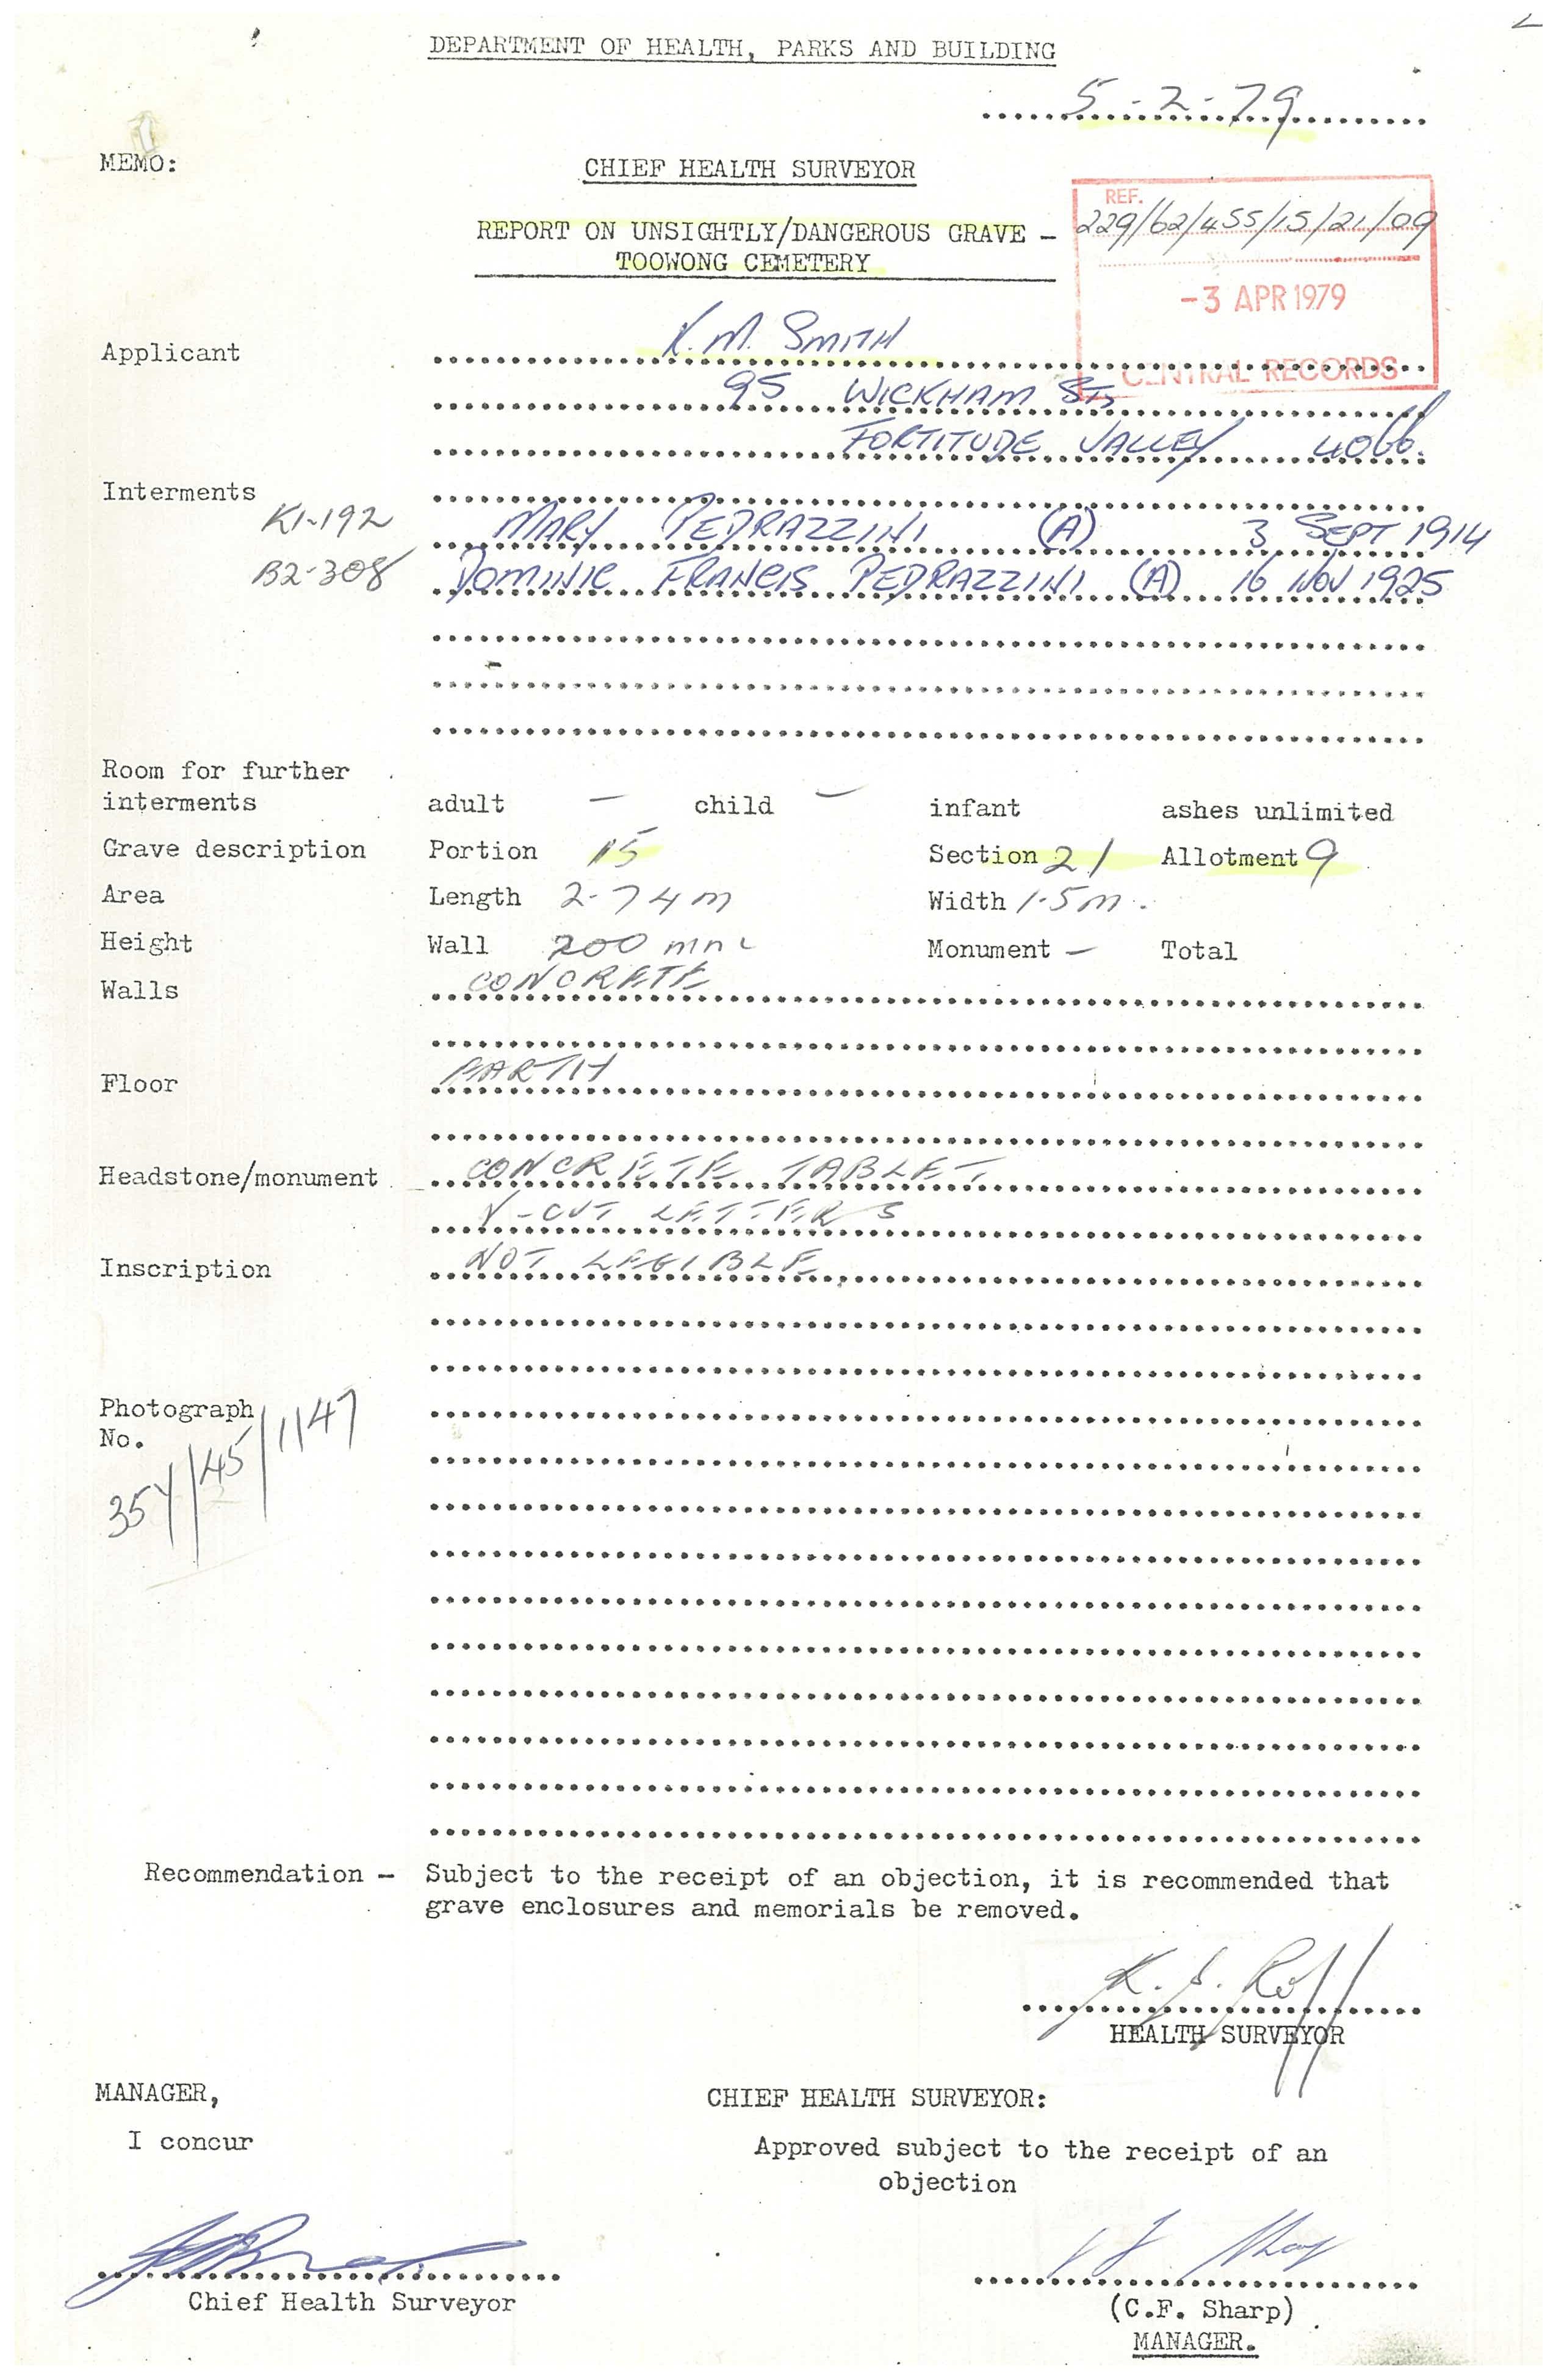 DEPARTMENT OF HEALTH, PARKS AND BUILDING
5-2-79
MEMO: CHIEF HEALTH SURVEYOR
REF.
229/62/455/15/21/09
REPORT ON UNSIGHTLY/DANGEROUS GRAVE -
TOOWONG CEMETERY
-3 APR 1979
CENTRAL RECORDS
Applicant K.M. SMITH
95 WICKHAM ST
FORTITUDE VALLEY 4066.
Interments
K1-192 MARY PEDRAZZINI (A) 3 SEPT 1914
B2-308 DOMINIC FRANCIS PEDRAZZINI (A) 16 NOV 1925
Room for further
interments adult - child - infant ashes unlimited
Grave description Portion 15 Section 21 Allotment 9
Area Length 2.74m Width 1.5m.
Height Wall 200 mm Monument - Total
Walls CONCRETE
Floor EARTH
Headstone/monument CONCRETE TABLET
V-CUT LETTERS
Inscription NOT LEGIBLE
Photograph
No.
35Y/45/1147
Recommendation - Subject to the receipt of an objection, it is recommended that
grave enclosures and memorials be removed.
HEALTH SURVEYOR
MANAGER, CHIEF HEALTH SURVEYOR:
I concur Approved subject to the receipt of an
objection
Chief Health Surveyor
(C.F. Sharp)
MANAGER.